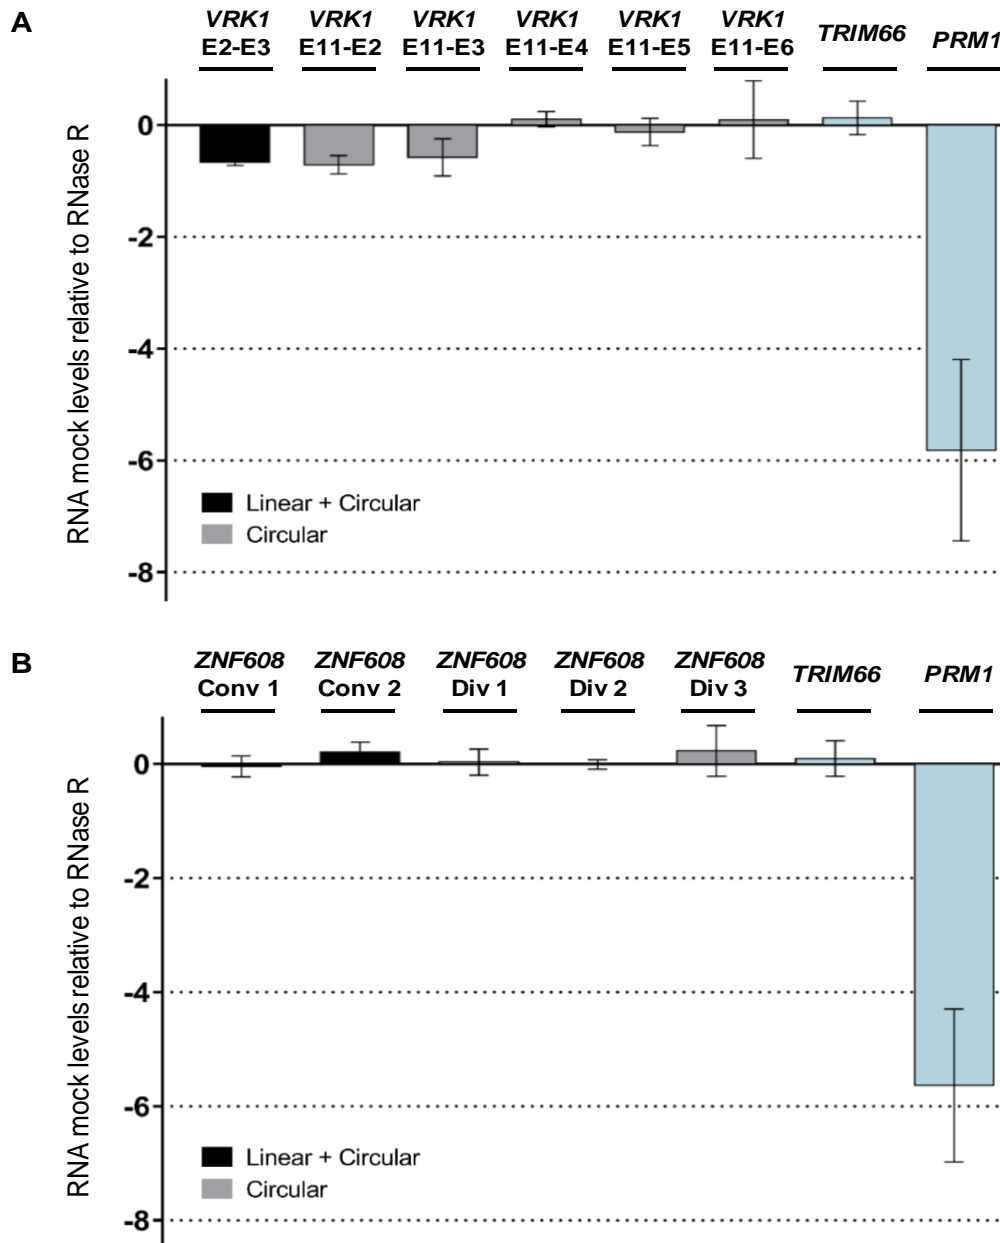 A
VRK1 VRK1 VRK1 VRK1 VRK1 VRK1 TRIM66 PRM1
E2-E3 E11-E2 E11-E3 E11-E4 E11-E5 E11-E6
RNA mock levels relative to RNase R
0
-2
-4
-6
-8
Linear + Circular
Circular
B
ZNF608 ZNF608 ZNF608 ZNF608 ZNF608 TRIM66 PRM1
Conv 1 Conv 2 Div 1 Div 2 Div 3
RNA mock levels relative to RNase R
0
-2
-4
-6
-8
Linear + Circular
Circular